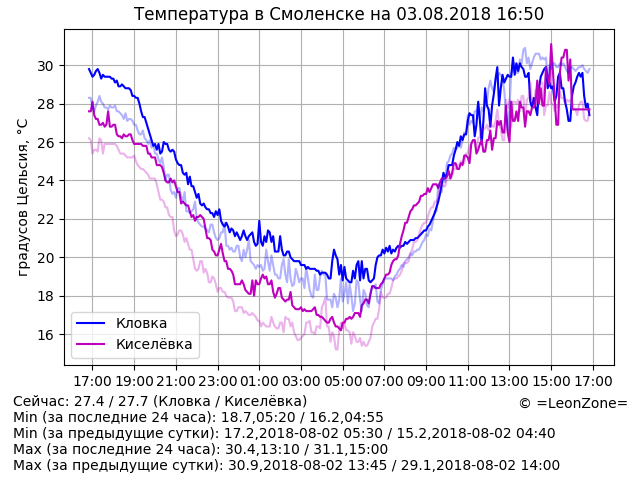 Температура в Смоленске на 03.08.2018 16:50
градусов Цельсия, °C
30
28
26
24
22
20
18
16
Кловка
Киселёвка
17:00 19:00 21:00 23:00 01:00 03:00 05:00 07:00 09:00 11:00 13:00 15:00 17:00
Сейчас: 27.4 / 27.7 (Кловка / Киселёвка)
© =LeonZone=
Min (за последние 24 часа): 18.7,05:20 / 16.2,04:55
Min (за предыдущие сутки): 17.2,2018-08-02 05:30 / 15.2,2018-08-02 04:40
Max (за последние 24 часа): 30.4,13:10 / 31.1,15:00
Max (за предыдущие сутки): 30.9,2018-08-02 13:45 / 29.1,2018-08-02 14:00